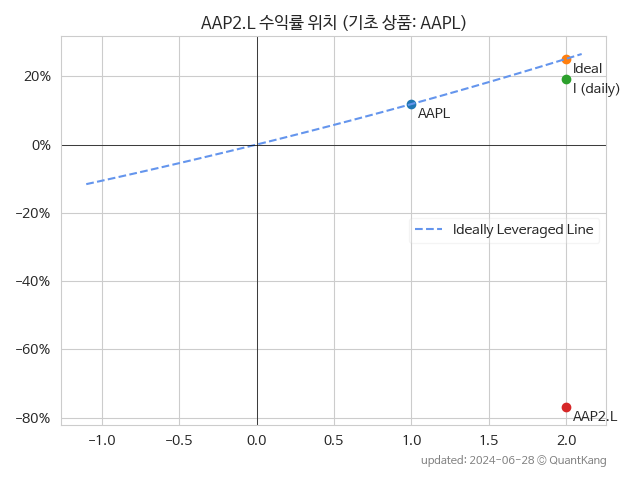 AAP2.L 수익률 위치 (기초 상품: AAPL)
20%
0%
−20%
−40%
−60%
−80%
Ideal
I (daily)
AAPL
Ideally Leveraged Line
AAP2.L
−1.0 −0.5 0.0 0.5 1.0 1.5 2.0
updated: 2024-06-28 © QuantKang